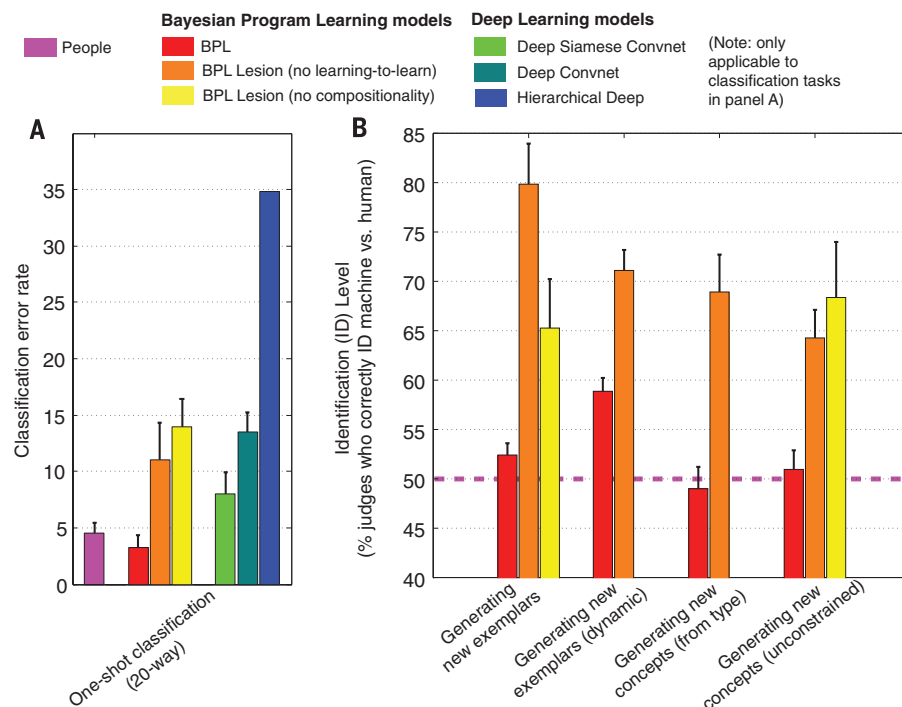 Bayesian Program Learning models
Deep Learning models
People
BPL
BPL Lesion (no learning-to-learn)
BPL Lesion (no compositionality)
Deep Siamese Convnet
Deep Convnet
Hierarchical Deep
(Note: only
applicable to
classification tasks
in panel A)
A
Classification error rate
35
30
25
20
15
10
5
0
One-shot classification
(20-way)
B
Identification (ID) Level
(% judges who correctly ID machine vs. human)
85
80
75
70
65
60
55
50
45
40
Generating
new exemplars
Generating new
exemplars (dynamic)
Generating new
concepts (from type)
Generating new
concepts (unconstrained)